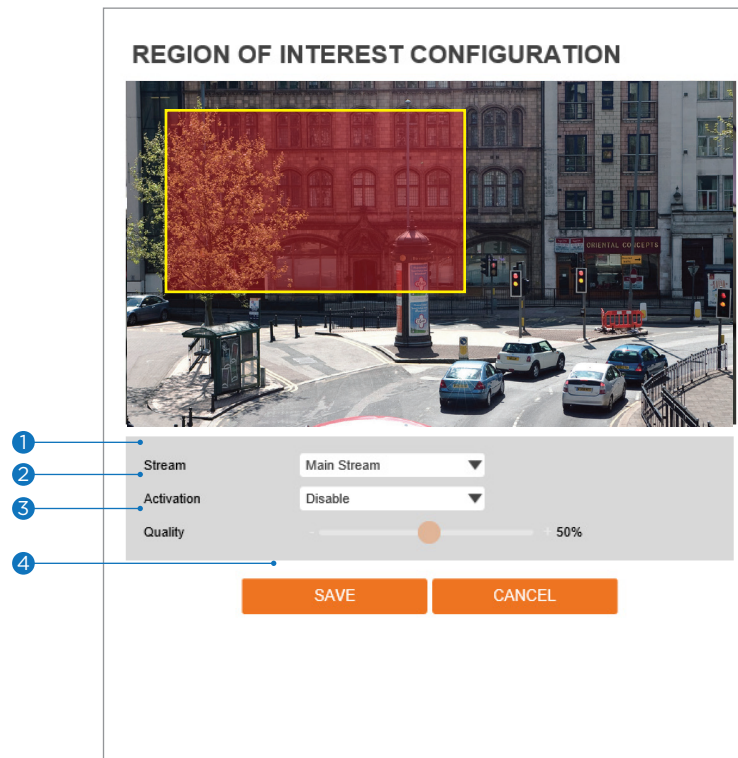 REGION OF INTEREST CONFIGURATION
ORIENTAL CONCEPTS
1
Stream
Main Stream
2
Activation
Disable
3
Quality
- + 50%
4
SAVE
CANCEL